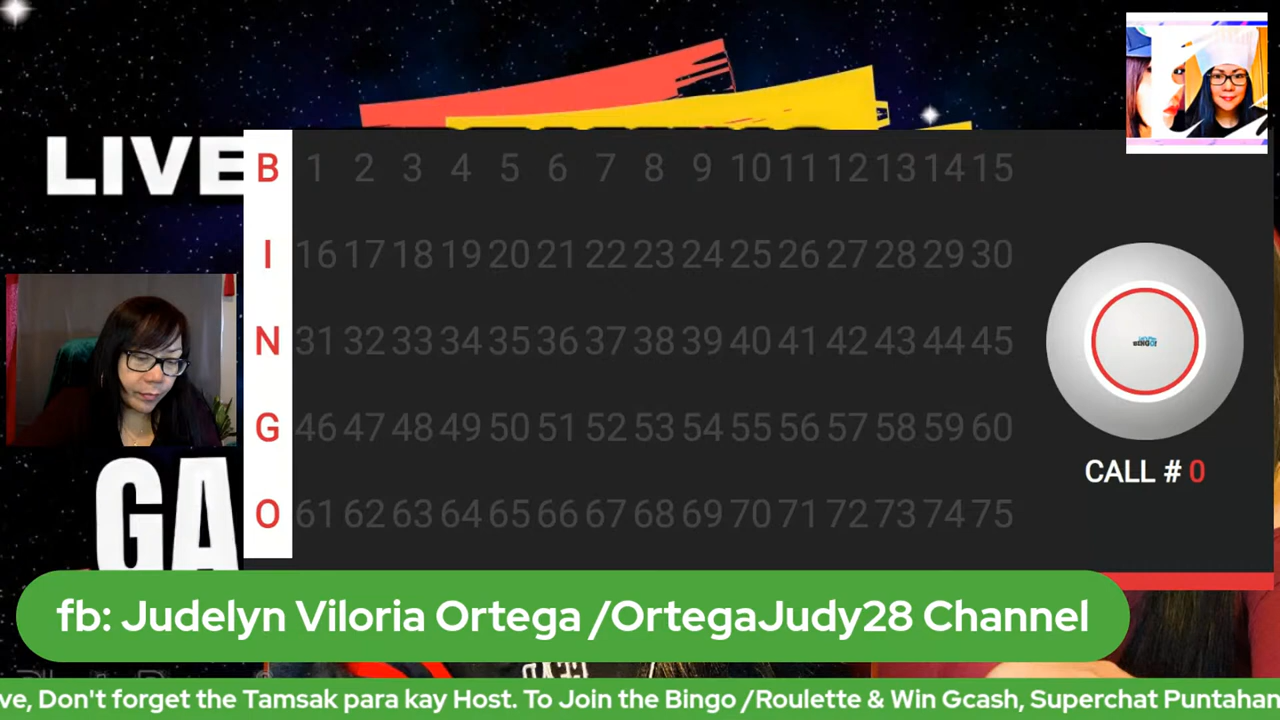 LIVE
B 1 2 3 4 5 6 7 8 9 10 11 12 13 14 15
I 16 17 18 19 20 21 22 23 24 25 26 27 28 29 30
N 31 32 33 34 35 36 37 38 39 40 41 42 43 44 45
G 46 47 48 49 50 51 52 53 54 55 56 57 58 59 60
O 61 62 63 64 65 66 67 68 69 70 71 72 73 74 75
BINGO!
CALL # 0
GA
fb: Judelyn Viloria Ortega /OrtegaJudy28 Channel
ve, Don't forget the Tamsak para kay Host. To Join the Bingo /Roulette & Win Gcash, Superchat Puntahan